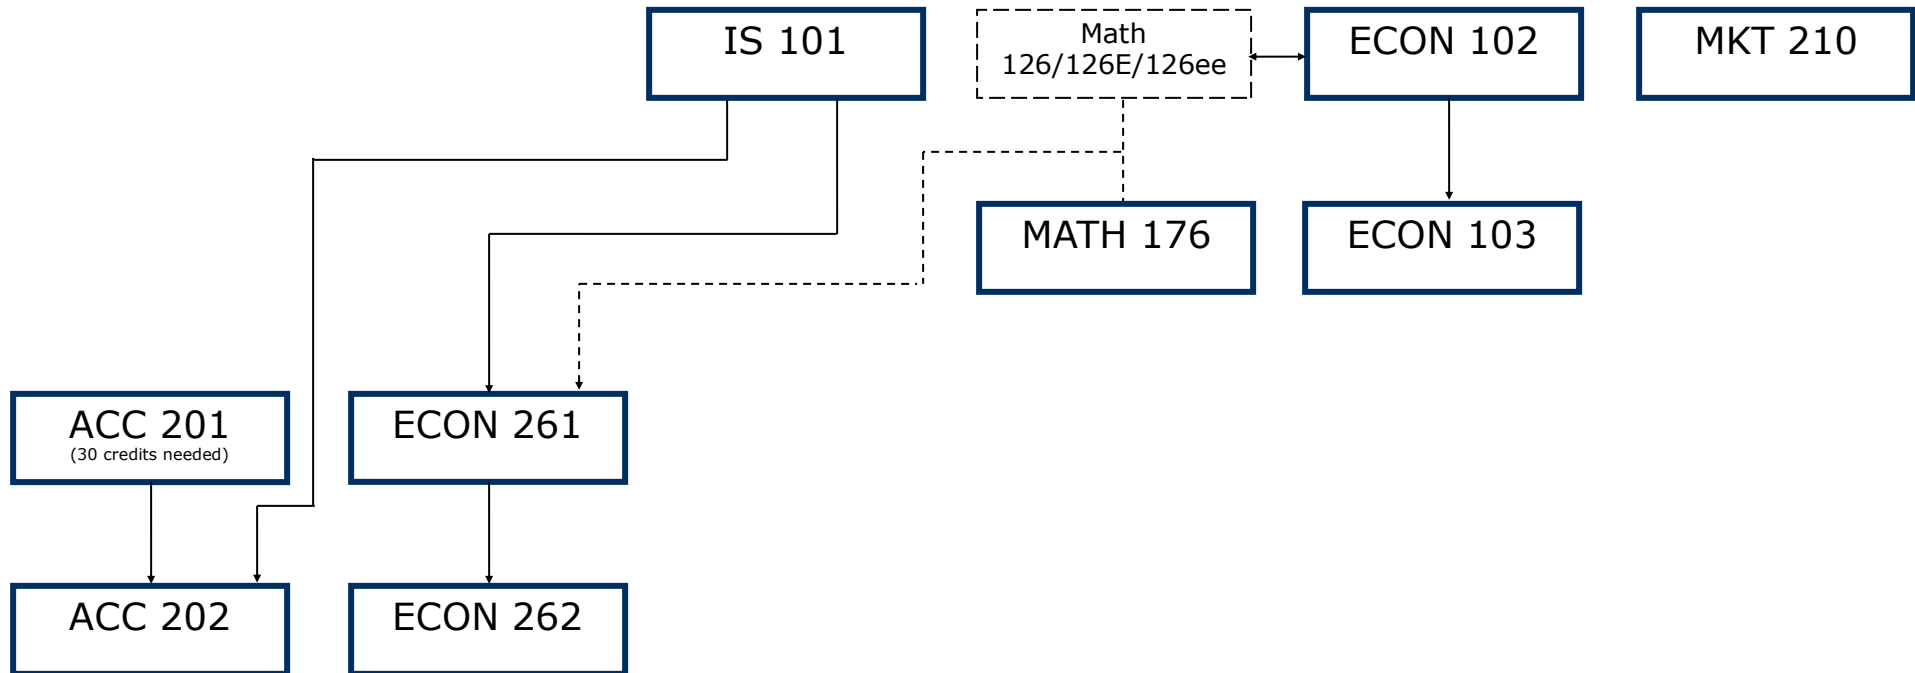 IS 101
Math
126/126E/126ee
ECON 102
MKT 210
MATH 176
ECON 103
ACC 201
(30 credits needed)
ECON 261
ACC 202
ECON 262